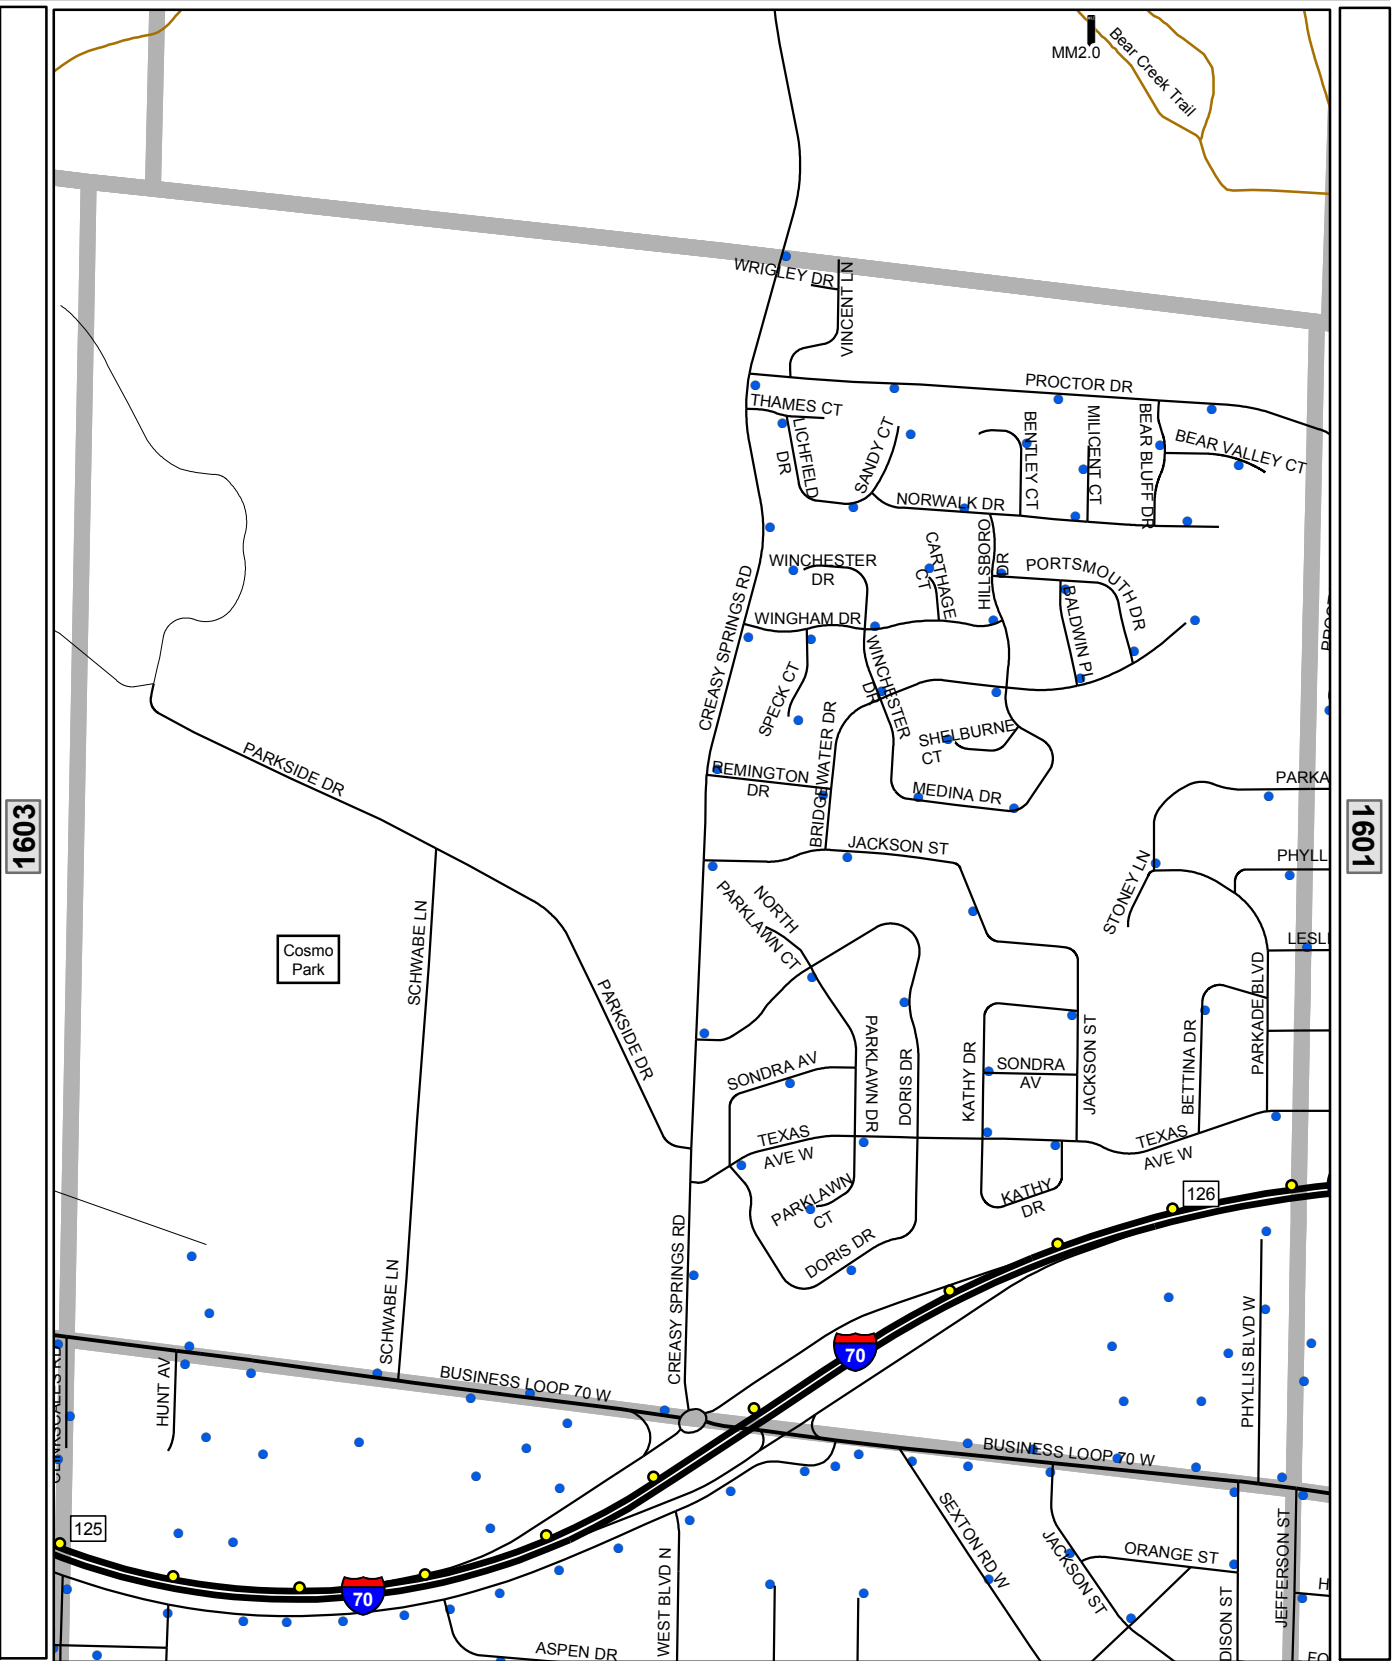 MM2.0
Bear Creek Trail
WRIGLEY DR
VINCENT LN
PROCTOR DR
THAMES CT
LICHFIELD
DR
SANDY CT
BENTLEY CT
MILICENT CT
BEAR BLUFF DR
BEAR VALLEY CT
NORWALK DR
WINCHESTER
DR
CARTHAGE
CT
HILLSBORO
DR
PORTSMOUTH DR
BALDWIN PL
WINGHAM DR
CREASY SPRINGS RD
SPECK CT
WINCHESTER
DR
BRIDGEWATER DR
SHELBURNE
CT
REMINGTON
DR
MEDINA DR
PARKSIDE DR
1603
1601
PARKA
JACKSON ST
PHYLL
STONEY LN
NORTH
PARKLAWN CT
SCHWABE LN
Cosmo
Park
LESLI
PARKADE BLVD
PARKSIDE DR
PARKLAWN DR
DORIS DR
KATHY DR
SONDRA AV
SONDRA
AV
JACKSON ST
BETTINA DR
TEXAS
AVE W
TEXAS
AVE W
PARKLAWN
CT
KATHY
DR
126
DORIS DR
CREASY SPRINGS RD
SCHWABE LN
70
PHYLLIS BLVD W
HUNT AV
BUSINESS LOOP 70 W
BUSINESS LOOP 70 W
125
SEXTON RD W
JACKSON ST
ORANGE ST
JEFFERSON ST
70
WEST BLVD N
DISON ST
H
ASPEN DR